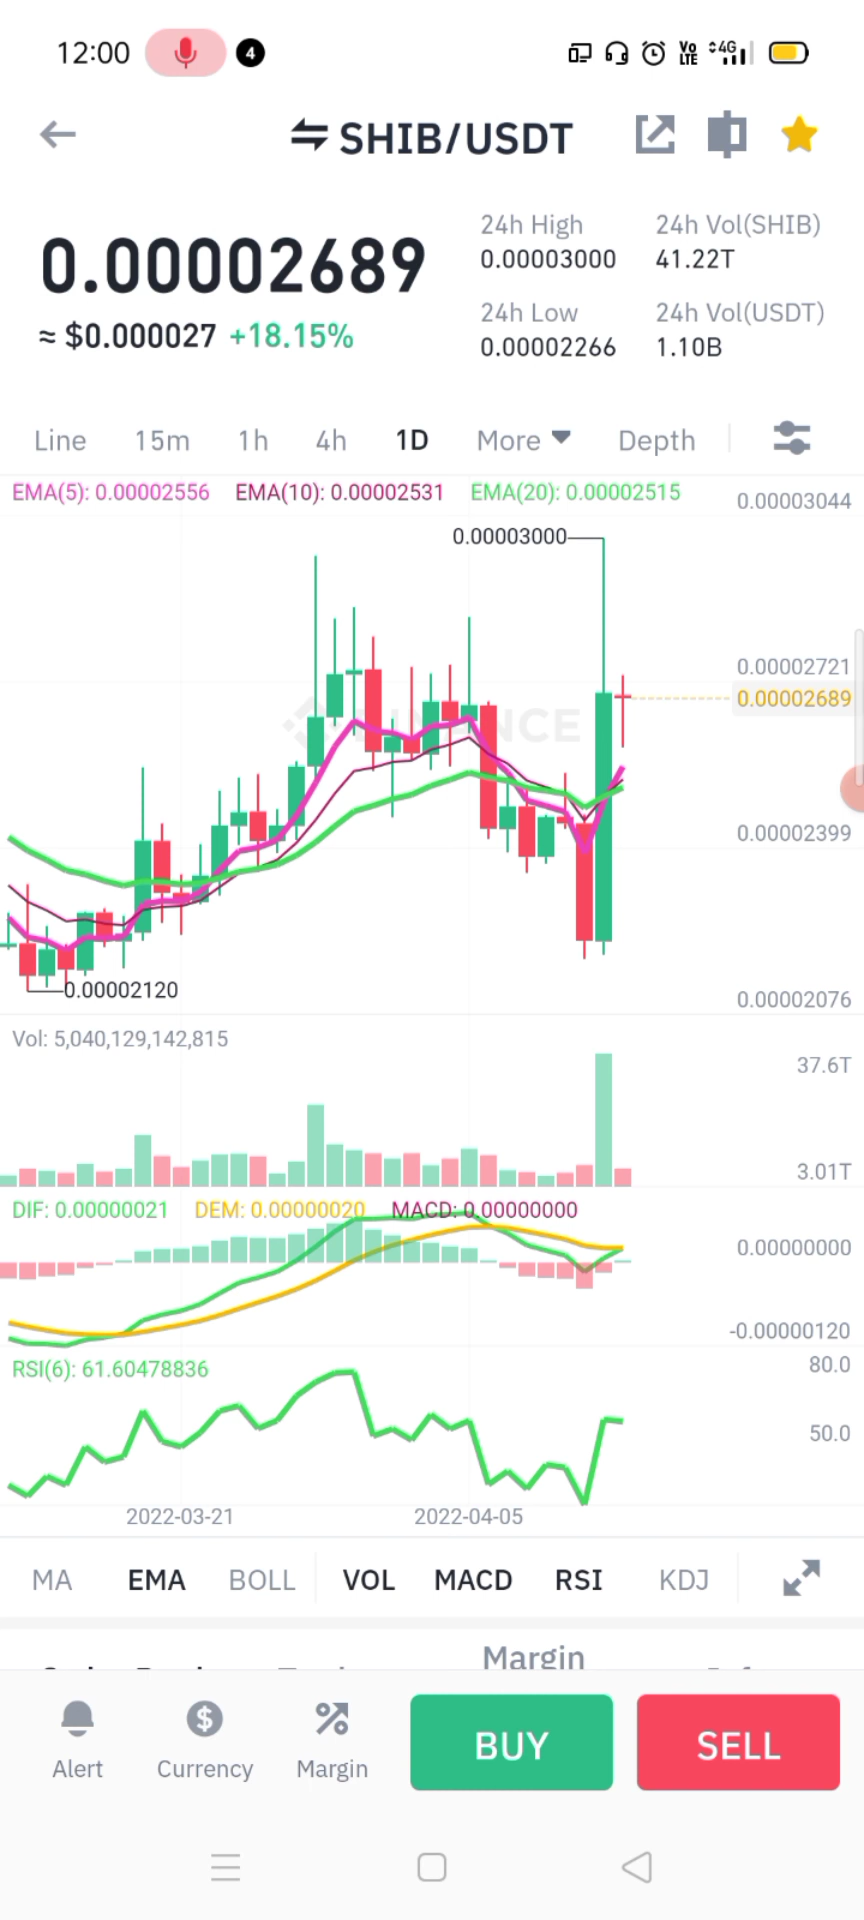 12:00 4 Vo LTE 4G
SHIB/USDT
0.00002689
≈ $0.000027 +18.15%
24h High 24h Vol(SHIB)
0.00003000 41.22T
24h Low 24h Vol(USDT)
0.00002266 1.10B
Line 15m 1h 4h 1D More Depth
EMA(5): 0.00002556 EMA(10): 0.00002531 EMA(20): 0.00002515
0.00003044
0.00003000
0.00002721
0.00002689
0.00002399
0.00002120
0.00002076
Vol: 5,040,129,142,815
37.6T
3.01T
DIF: 0.00000021 DEM: 0.00000020 MACD: 0.00000000
0.00000000
-0.00000120
RSI(6): 61.60478836
80.0
50.0
2022-03-21 2022-04-05
MA EMA BOLL VOL MACD RSI KDJ
Margin
Alert Currency Margin BUY SELL